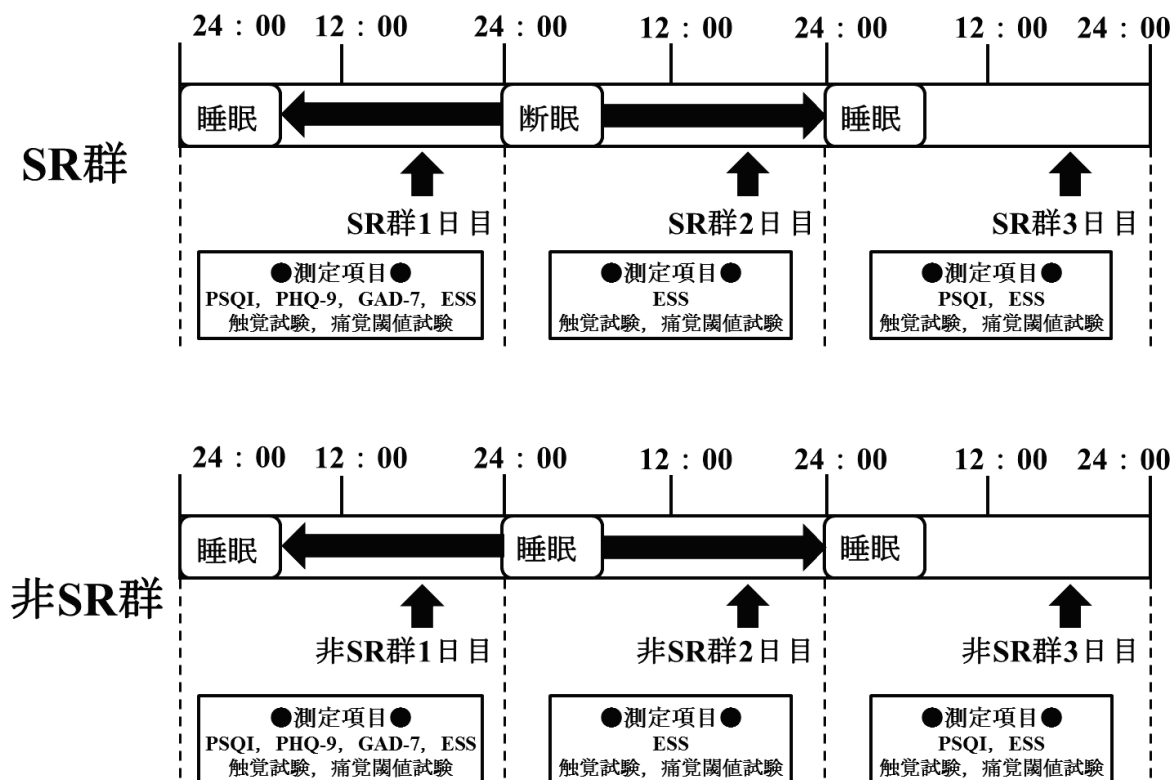 24：00 12：00 24：00 12：00 24：00 12：00 24：00
睡眠 断眠 睡眠
SR群
SR群1日目 SR群2日目 SR群3日目
●測定項目● ●測定項目● ●測定項目●
PSQI，PHQ-9，GAD-7，ESS ESS PSQI，ESS
触覚試験，痛覚閾値試験 触覚試験，痛覚閾値試験 触覚試験，痛覚閾値試験
24：00 12：00 24：00 12：00 24：00 12：00 24：00
睡眠 睡眠 睡眠
非SR群
非SR群1日目 非SR群2日目 非SR群3日目
●測定項目● ●測定項目● ●測定項目●
PSQI，PHQ-9，GAD-7，ESS ESS PSQI，ESS
触覚試験，痛覚閾値試験 触覚試験，痛覚閾値試験 触覚試験，痛覚閾値試験